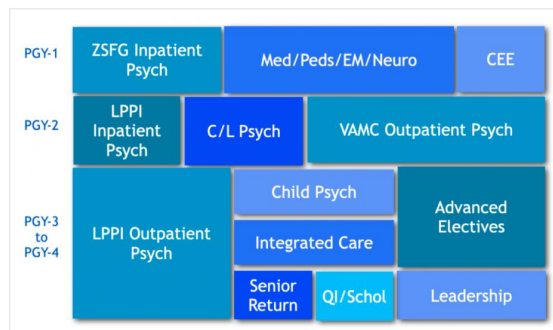 PGY-1
ZSFG Inpatient
Psych
Med/Peds/EM/Neuro
CEE
PGY-2
LPPI
Inpatient
Psych
C/L Psych
VAMC Outpatient Psych
PGY-3
to
PGY-4
LPPI Outpatient
Psych
Child Psych
Integrated Care
Advanced
Electives
Senior
Return
QI/Schol
Leadership